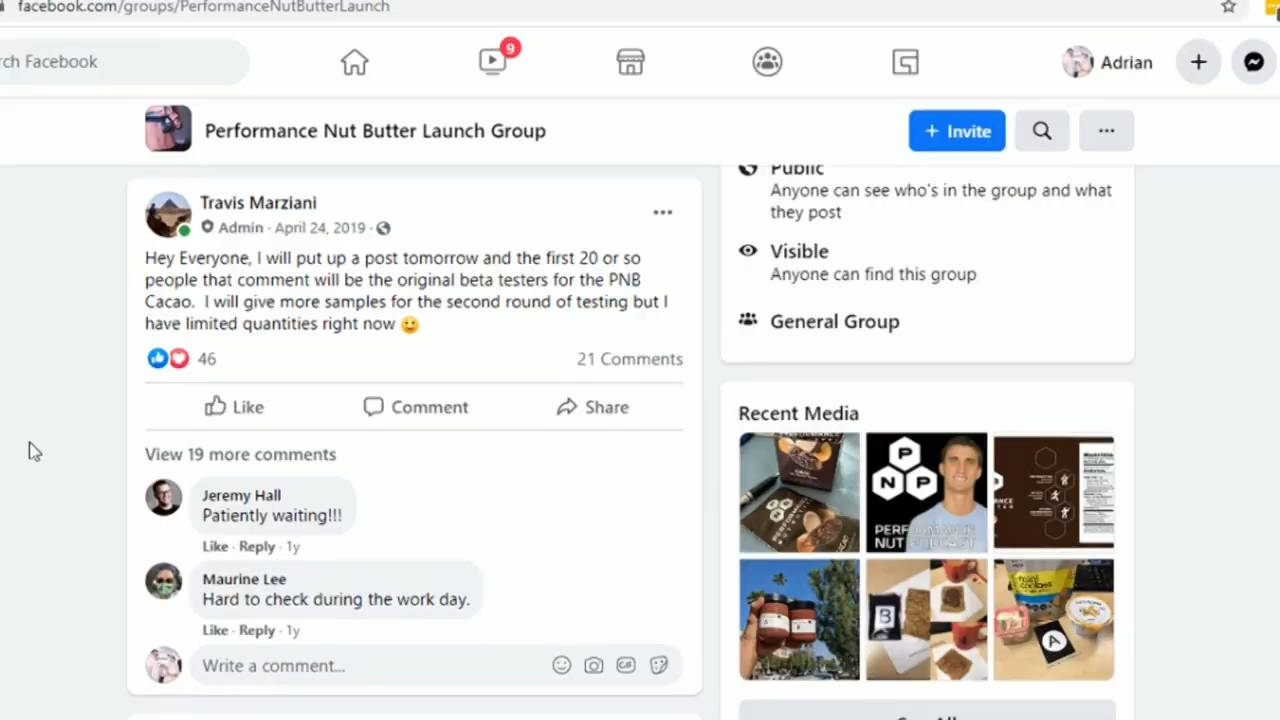 facebook.com/groups/PerformanceNutButterLaunch
rch Facebook
9
Adrian
Performance Nut Butter Launch Group
+ Invite
Travis Marziani
Admin · April 24, 2019 ·
Hey Everyone, I will put up a post tomorrow and the first 20 or so
people that comment will be the original beta testers for the PNB
Cacao. I will give more samples for the second round of testing but I
have limited quantities right now 🙂
46
21 Comments
Like
Comment
Share
View 19 more comments
Jeremy Hall
Patiently waiting!!!
Like · Reply · 1y
Maurine Lee
Hard to check during the work day.
Like · Reply · 1y
Write a comment...
GIF
Public
Anyone can see who's in the group and what
they post
Visible
Anyone can find this group
General Group
Recent Media
P
N P
PERFORMANCE
NUT PODCAST
B
A